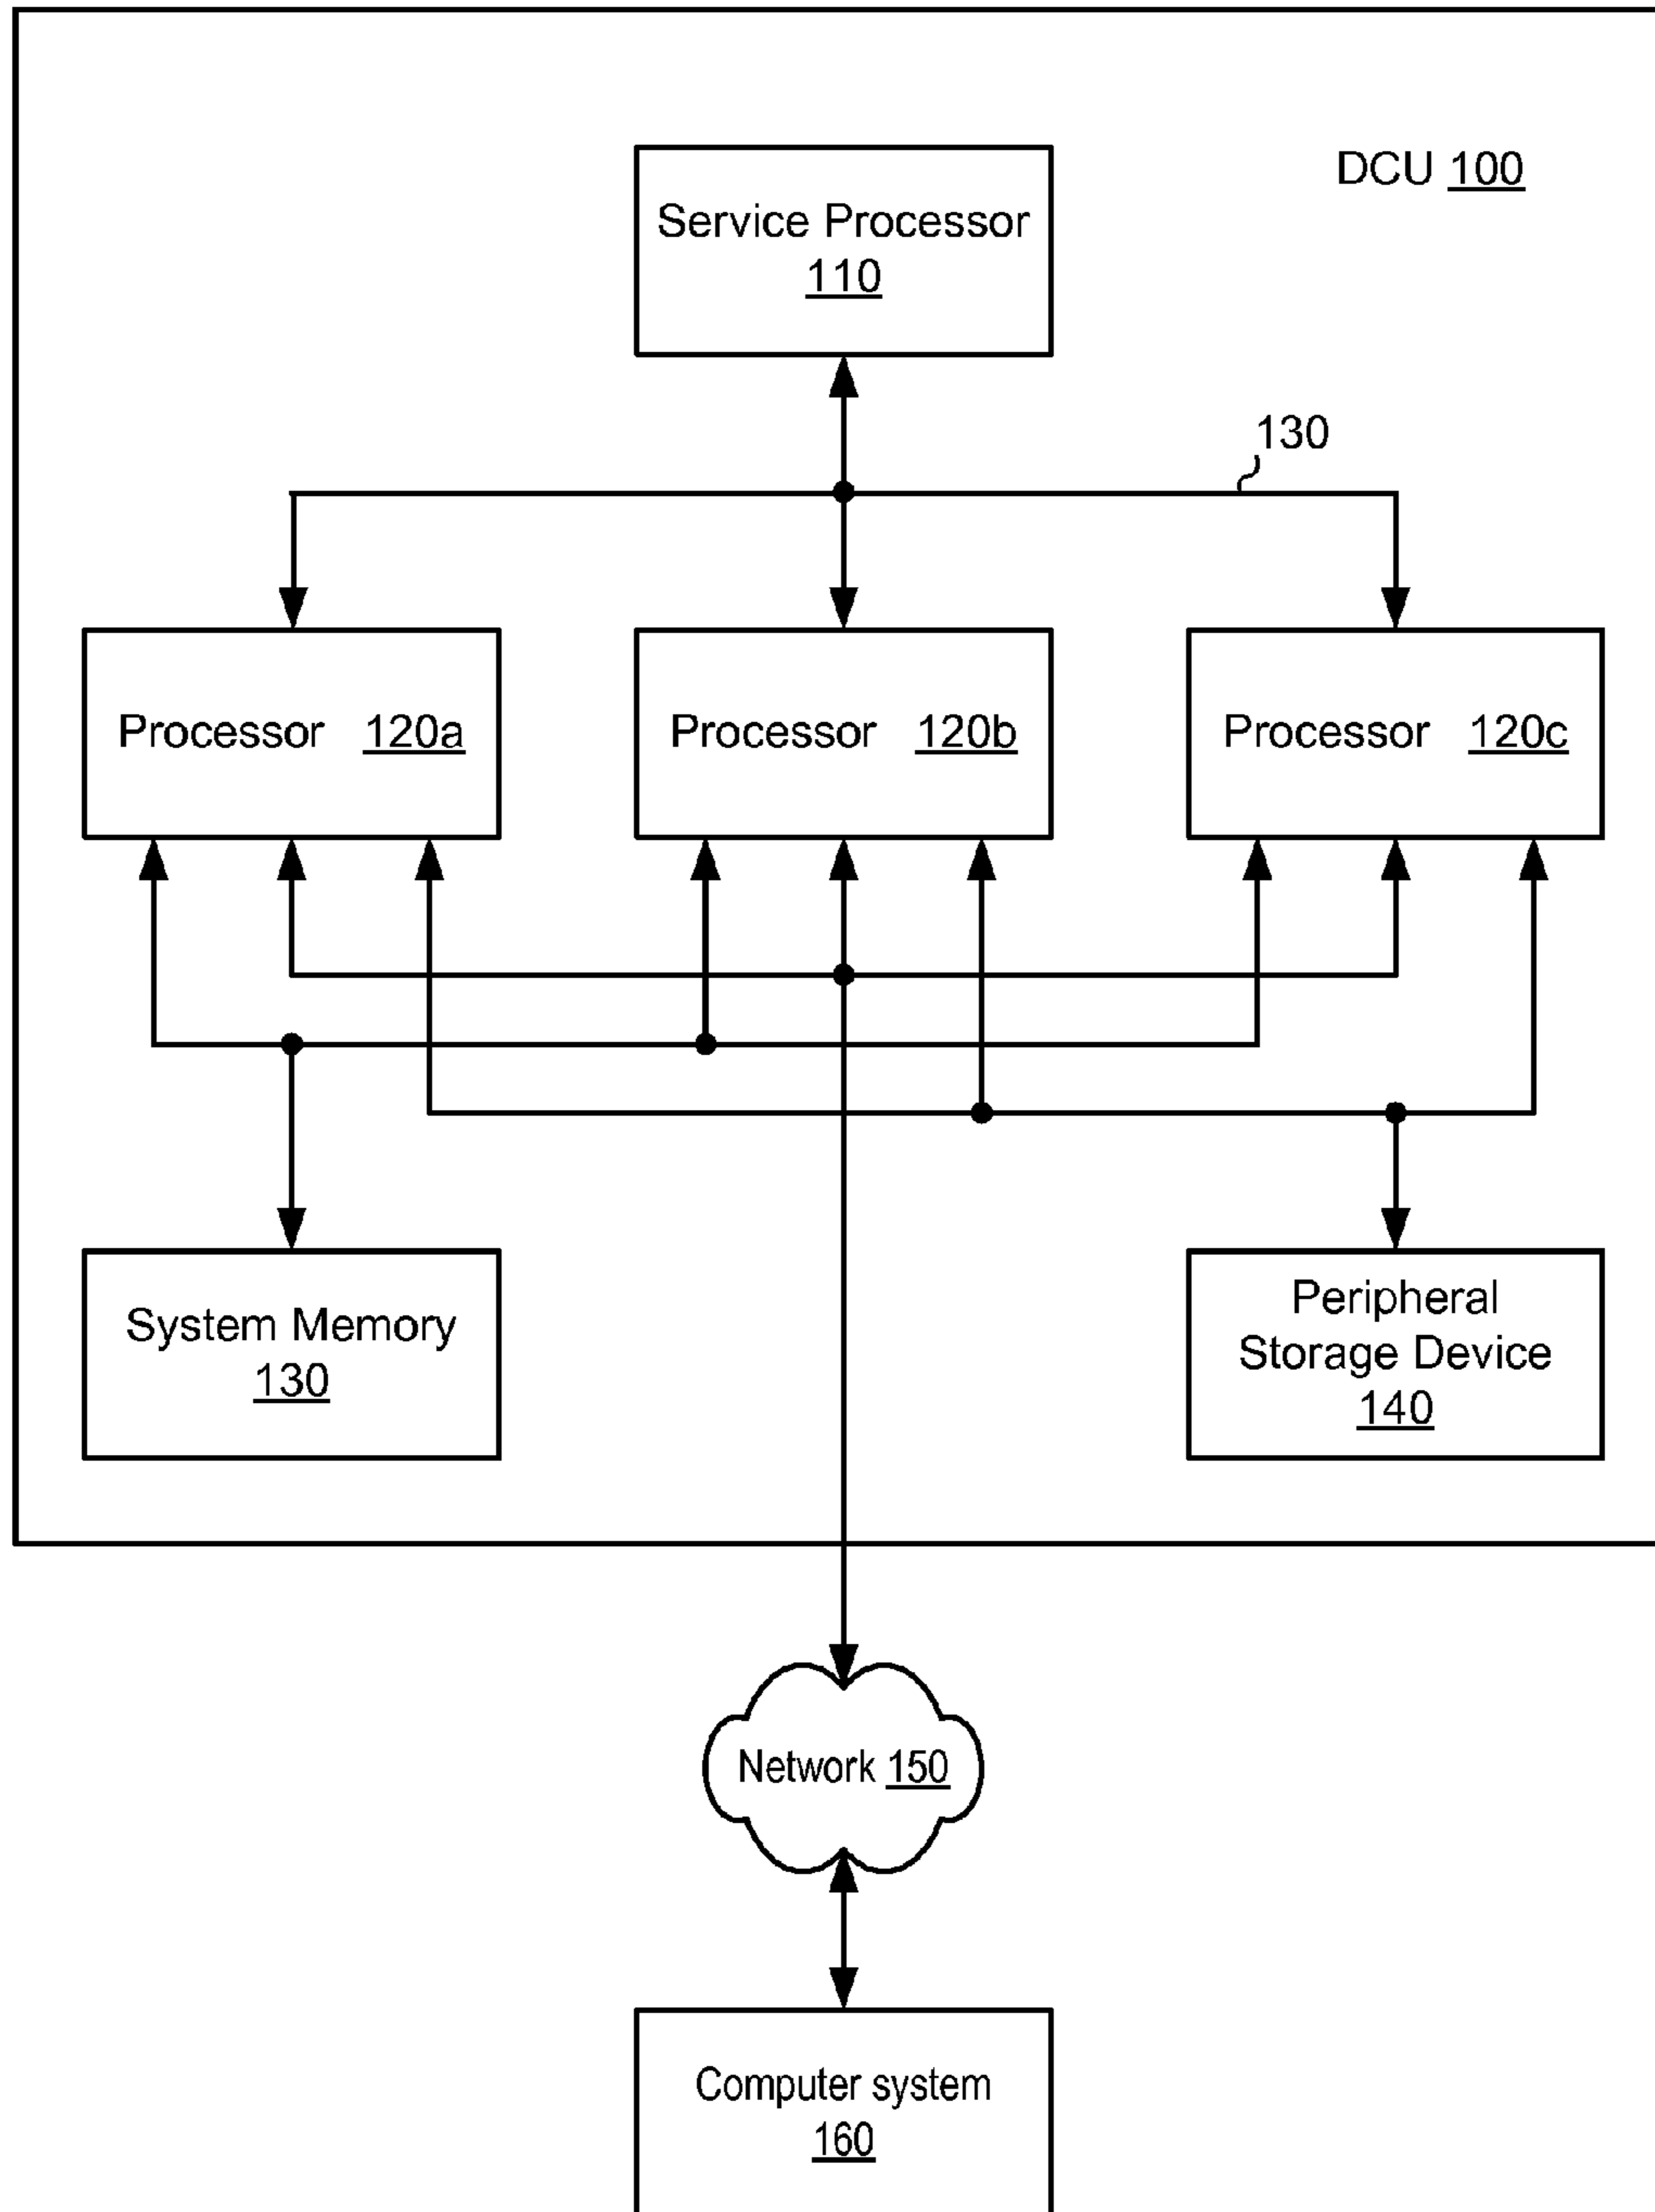 DCU 100
Service Processor
110
130
Processor 120a
Processor 120b
Processor 120c
System Memory
130
Peripheral
Storage Device
140
Network 150
Computer system
160